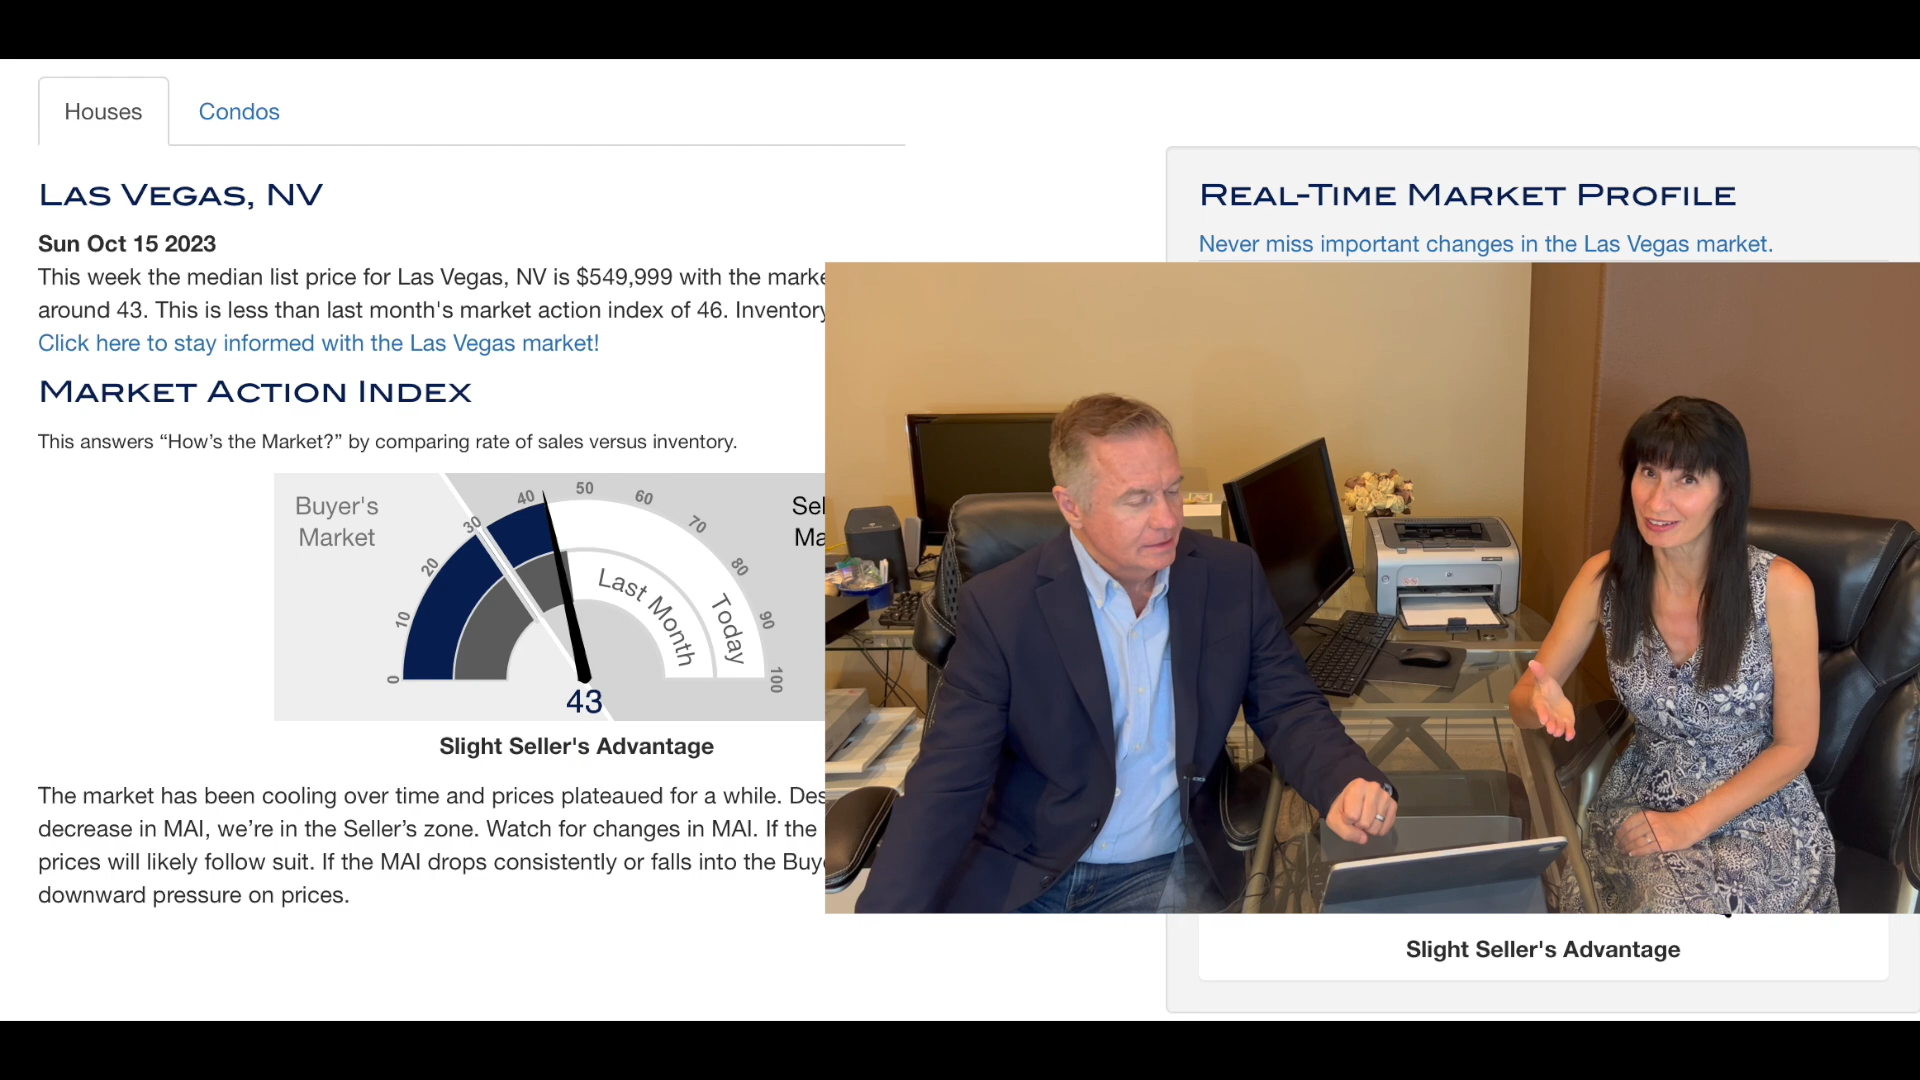 Houses
Condos
LAS VEGAS, NV
Sun Oct 15 2023
This week the median list price for Las Vegas, NV is $549,999 with the
around 43. This is less than last month's market action index of 46. Inventory
Click here to stay informed with the Las Vegas market!
MARKET ACTION INDEX
This answers “How’s the Market?” by comparing rate of sales versus inventory.
Buyer's
Market
0
10
20
30
40
50
60
70
80
90
100
Last Month
Today
43
Slight Seller's Advantage
The market has been cooling over time and prices plateaued for a while.
decrease in MAI, we’re in the Seller’s zone. Watch for changes in MAI. If the
prices will likely follow suit. If the MAI drops consistently or falls into the
downward pressure on prices.
REAL-TIME MARKET PROFILE
Never miss important changes in the Las Vegas market.
Slight Seller's Advantage